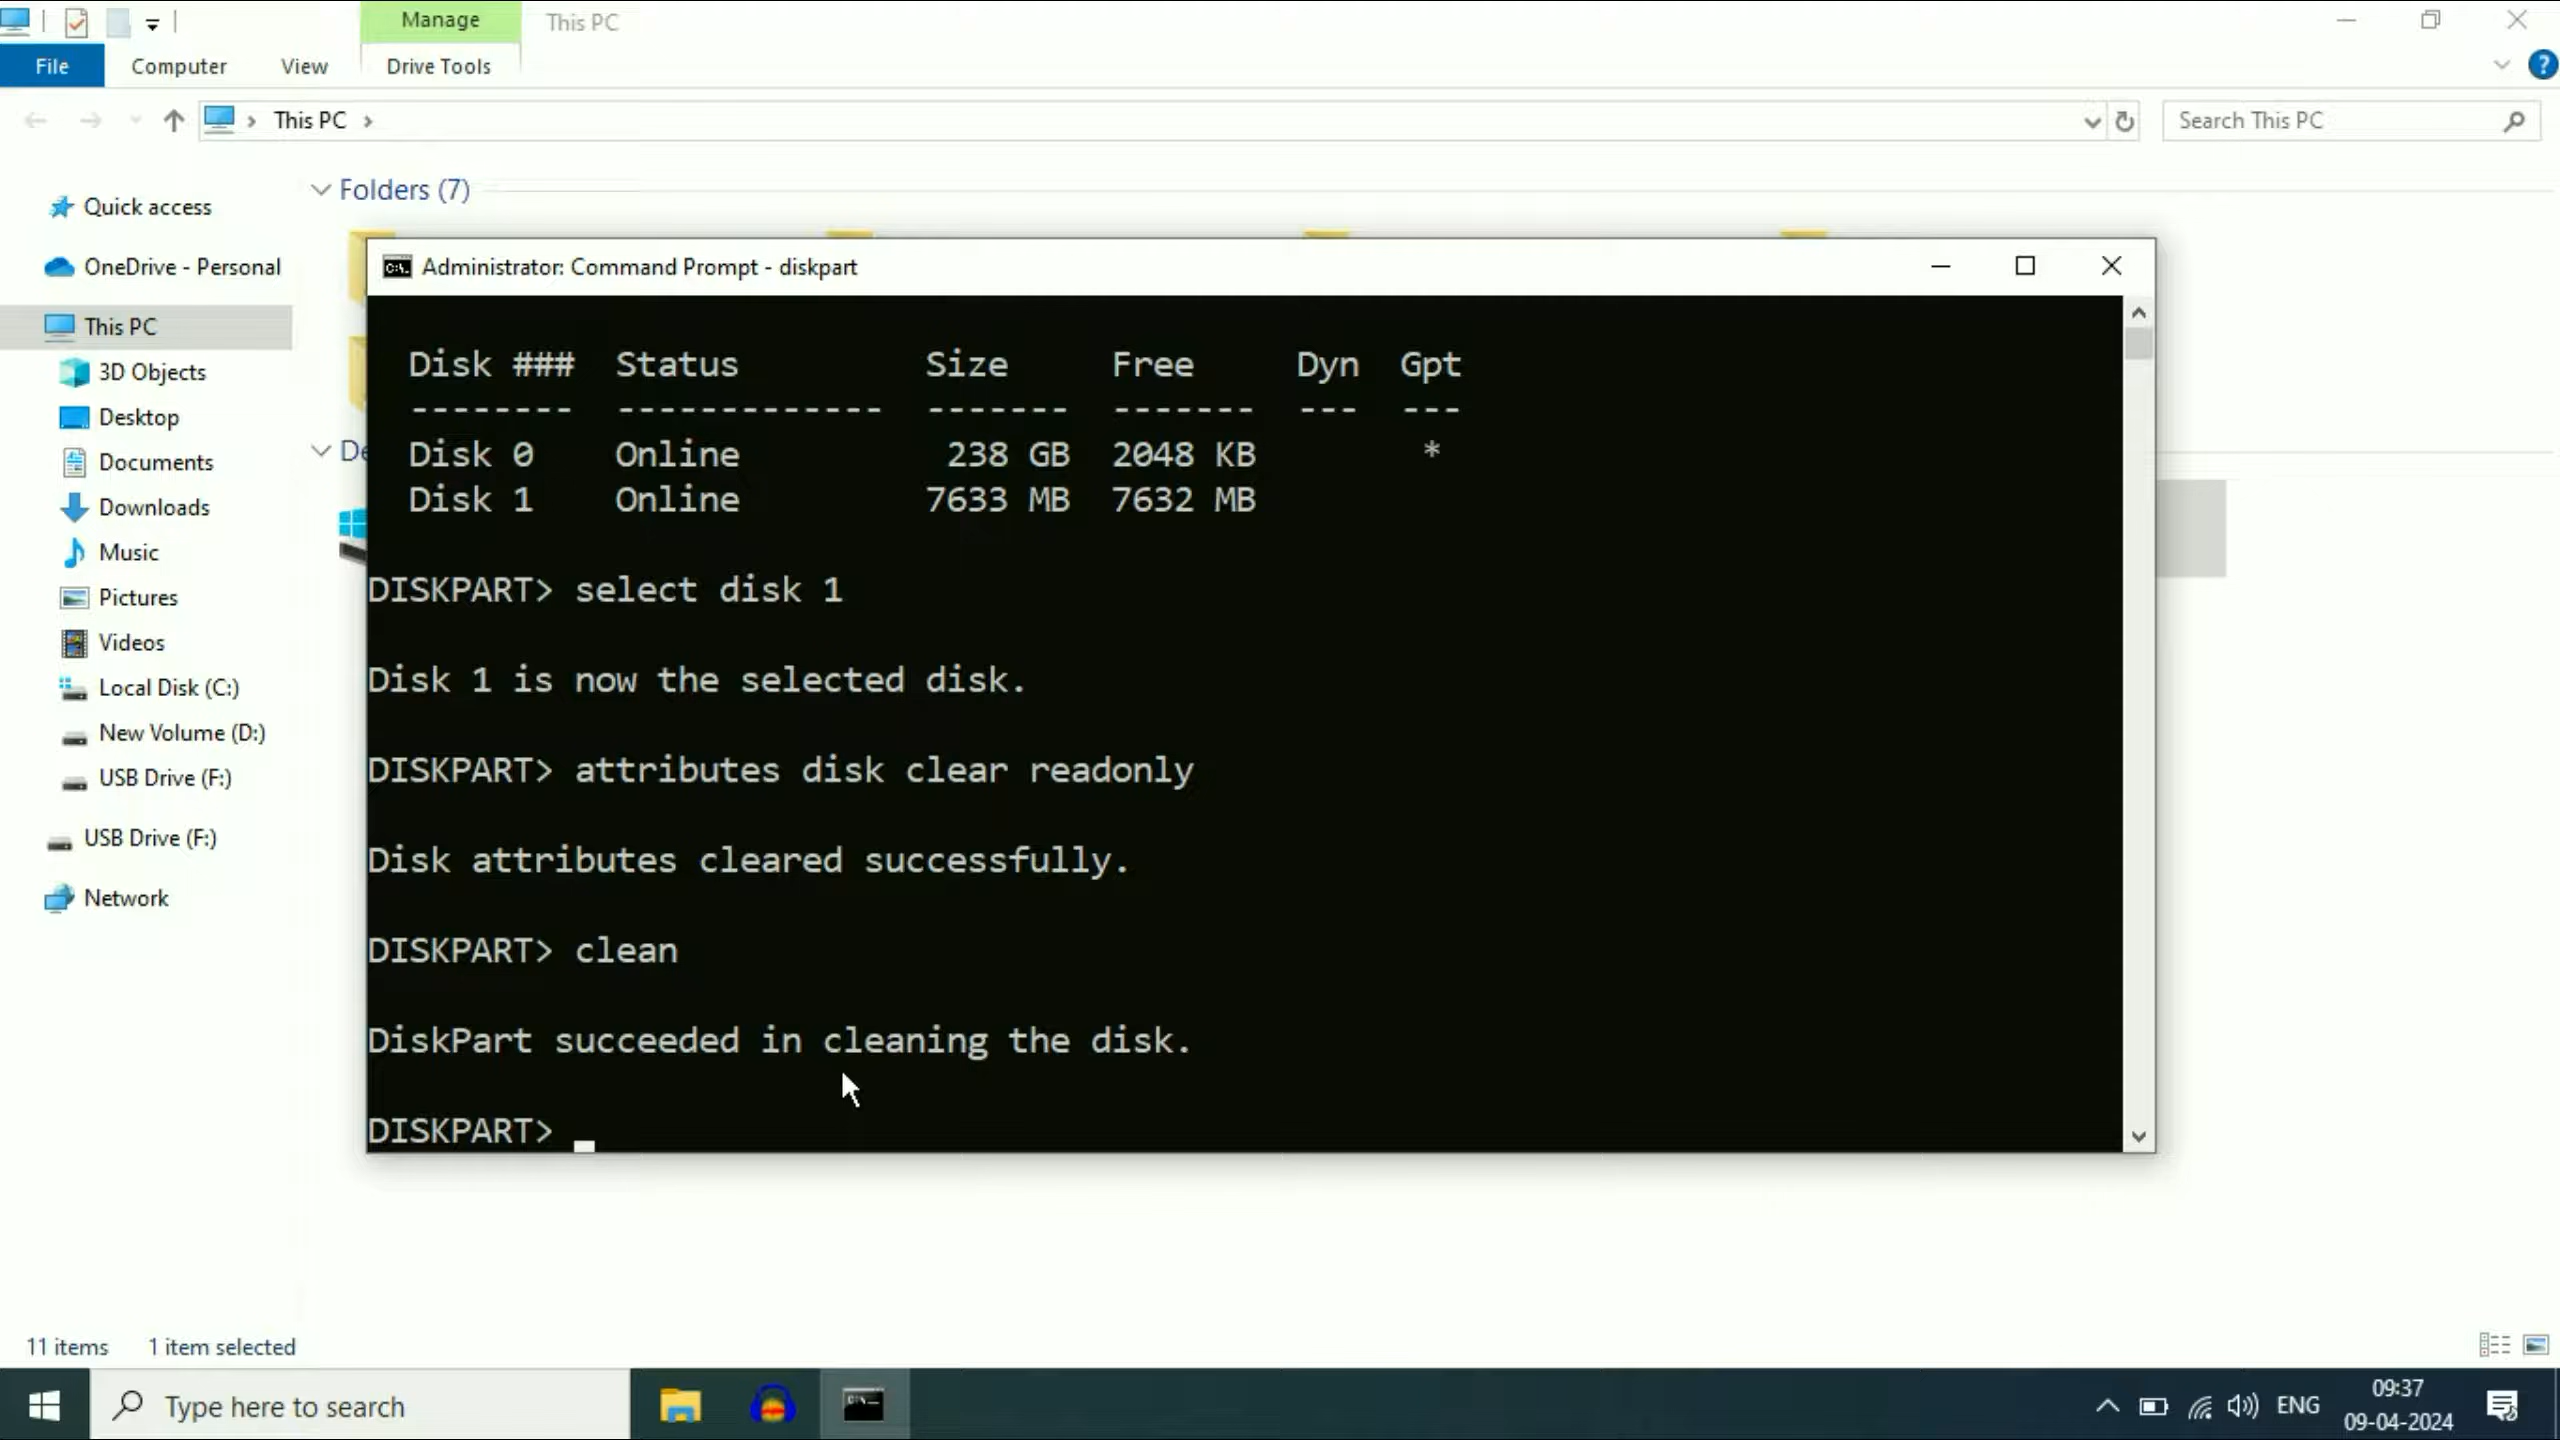 Manage
This PC
File
Computer
View
Drive Tools
This PC
Search This PC
Quick access
OneDrive - Personal
This PC
3D Objects
Desktop
Documents
Downloads
Music
Pictures
Videos
Local Disk (C:)
New Volume (D:)
USB Drive (F:)
USB Drive (F:)
Network
Folders (7)
De
Administrator: Command Prompt - diskpart
Disk ###  Status         Size     Free     Dyn  Gpt
--------  -------------  -------  -------  ---  ---
Disk 0    Online          238 GB  2048 KB        *
Disk 1    Online         7633 MB  7632 MB
DISKPART> select disk 1
Disk 1 is now the selected disk.
DISKPART> attributes disk clear readonly
Disk attributes cleared successfully.
DISKPART> clean
DiskPart succeeded in cleaning the disk.
DISKPART>
11 items
1 item selected
Type here to search
ENG
09:37
09-04-2024